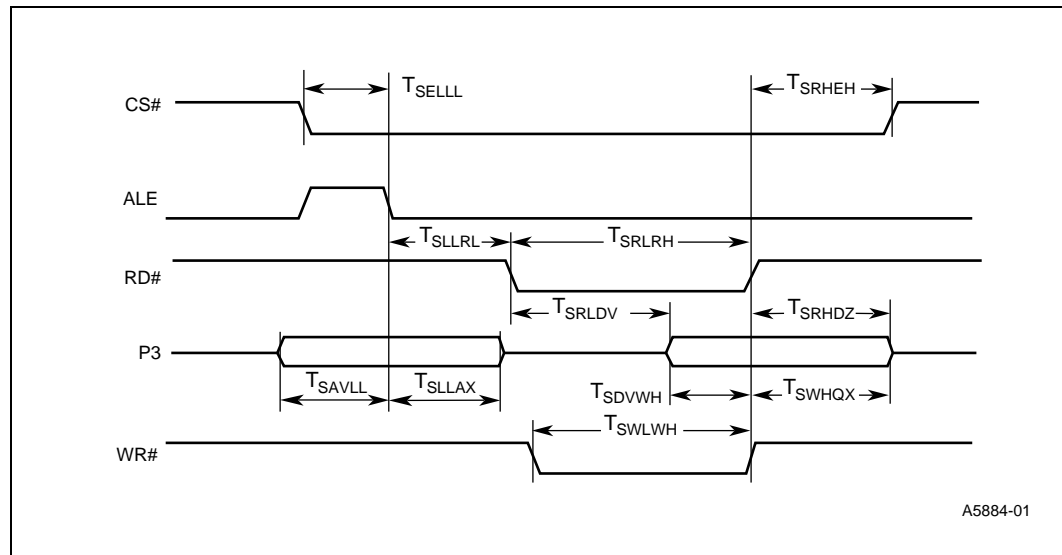 T_SELLL
T_SRHEH
CS#
ALE
T_SLLRL
T_SRLRH
RD#
T_SRLDV
T_SRHDZ
P3
T_SAVLL
T_SLLAX
T_SDVWH
T_SWHQX
T_SWLWH
WR#
A5884-01